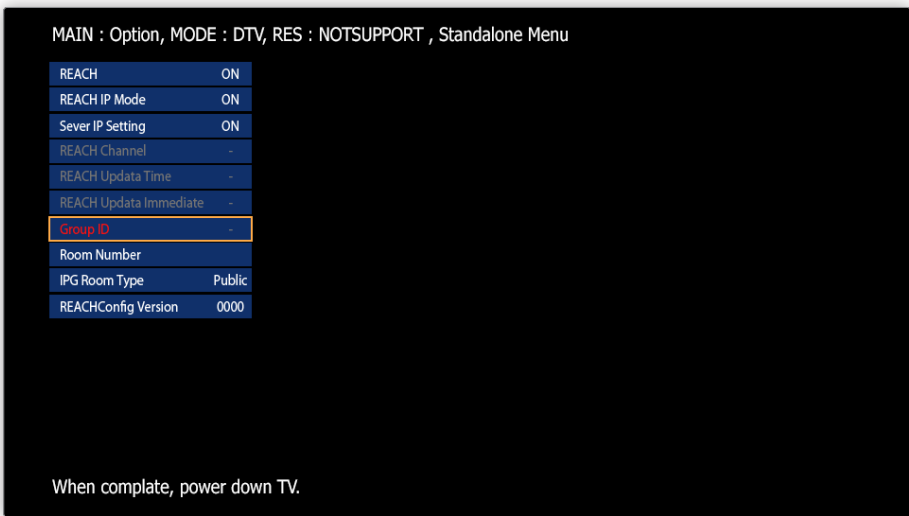 MAIN : Option, MODE : DTV, RES : NOTSUPPORT , Standalone Menu
REACH ON
REACH IP Mode ON
Sever IP Setting ON
REACH Channel -
REACH Updata Time -
REACH Updata Immediate -
Group ID -
Room Number
IPG Room Type Public
REACHConfig Version 0000
When complate, power down TV.